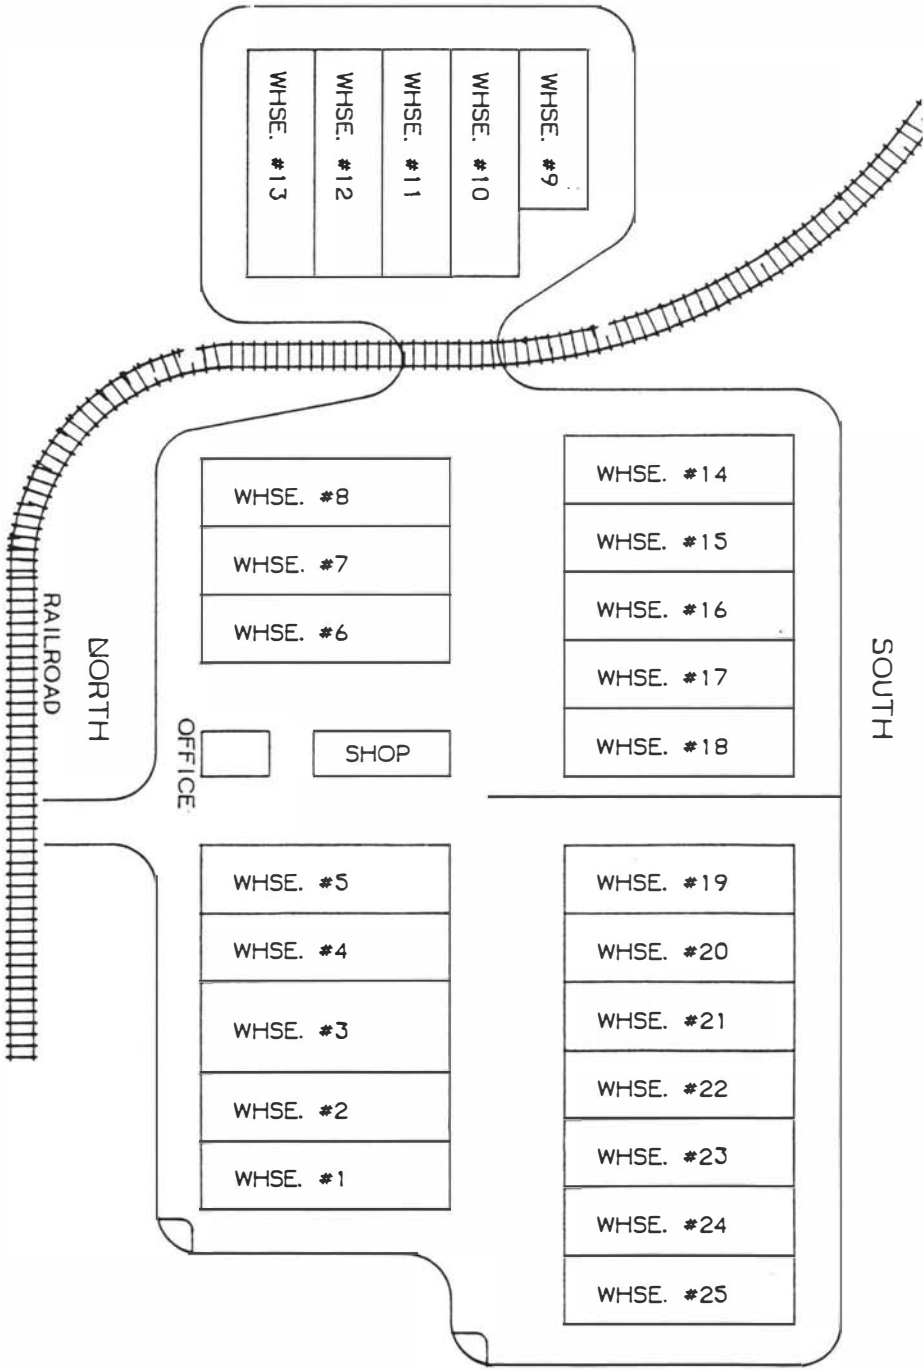 WHSE. #13
WHSE. #12
WHSE. #11
WHSE. #10
WHSE. #9
WHSE. #8
WHSE. #7
WHSE. #6
WHSE. #14
WHSE. #15
WHSE. #16
WHSE. #17
WHSE. #18
RAILROAD
NORTH
SOUTH
OFFICE
SHOP
WHSE. #5
WHSE. #4
WHSE. #3
WHSE. #2
WHSE. #1
WHSE. #19
WHSE. #20
WHSE. #21
WHSE. #22
WHSE. #23
WHSE. #24
WHSE. #25